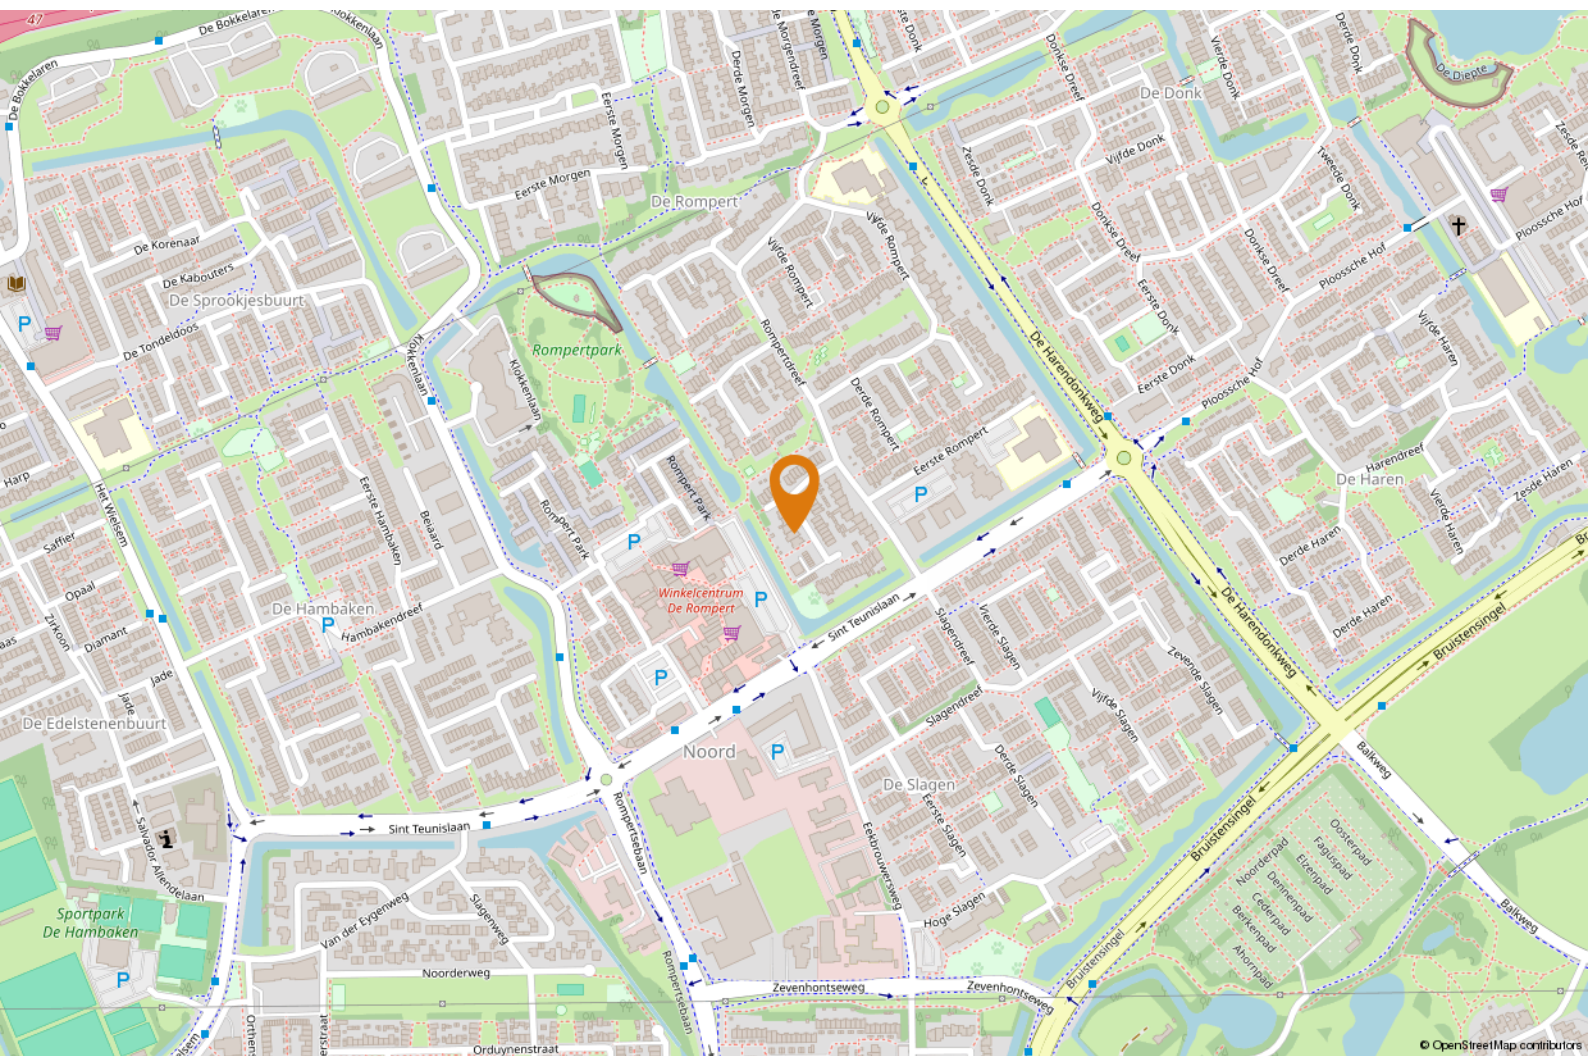 47
De Bokkelaren
Klokkenlaan
De Bokkelaren
Eerste Morgen
Derde Morgen
de Morgendreef
Morgen
ste Donk
Donkse Dreef
De Donk
Vierde Donk
Derde Donk
De Diepte
Zesde Donk
Vijfde Donk
Tweede Donk
Eerste Morgen
De Rompert
De Korenaar
De Kabouters
De Sprookjesbuurt
De Tondeldoos
Vijfde Rompert
Vijfde Rompert
Donkse Dreef
Donkse Dreef
Ploossche Hof
Ploossche Hof
Eerste Donk
Vijfde Haren
De Harendonkweg
Rompertpark
Rompertdreef
Klokkenlaan
Klokkenlaan
Derde Rompert
Eerste Donk
Ploossche Hof
Eerste Rompert
Harendreef
De Haren
Zesde Haren
Vierde Haren
Harp
Het Wielsem
Eerste Hambaken
Beiaard
Rompert Park
Rompert Park
P
P
P
Saffier
Opaal
Zirkoon
Diamant
Jade
Jade
De Edelstenenbuurt
De Hambaken
P
Hambakendreef
Winkelcentrum
De Rompert
P
P
Sint Teunislaan
Derde Haren
Derde Haren
De Harendonkweg
Bruistensingel
Slagendreef
Vierde Slagen
Zevende Slagen
Vijfde Slagen
Slagendreef
Noord
P
De Slagen
Derde Slagen
Eerste Slagen
Balkweg
Bruistensingel
Sint Teunislaan
Rompertsebaan
Salvador Allendelaan
Eekbrouwersweg
Oosterpad
Faguspad
Noorderpad
Elzenpad
Dennenpad
Cederpad
Berkenpad
Ahornpad
Balkweg
Sportpark
De Hambaken
P
Van der Eygenweg
Slagenweg
Hoge Slagen
Noorderweg
Rompertsebaan
Zevenhontseweg
Zevenhontseweg
Bruistensingel
Orduynenstraat
© OpenStreetMap contributors